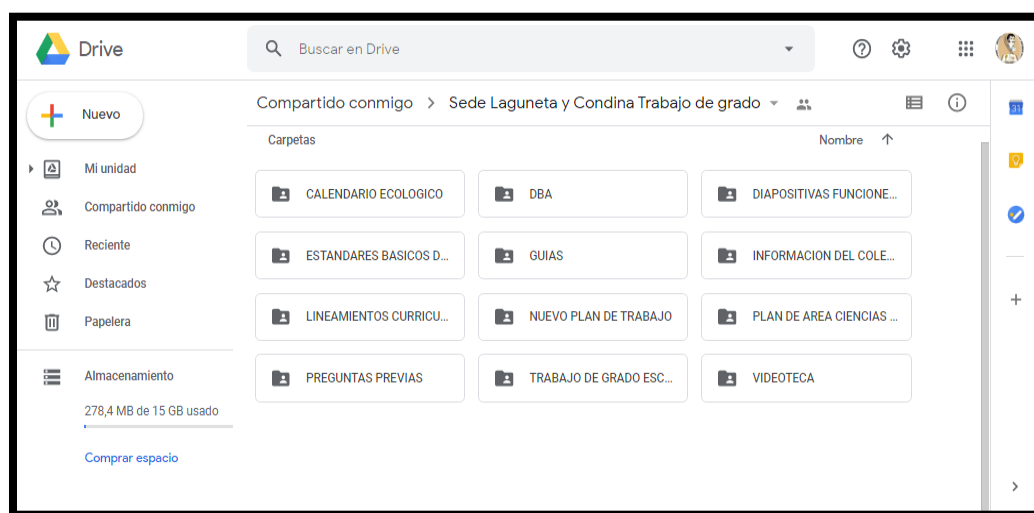 Drive
Buscar en Drive
Nuevo
Compartido conmigo > Sede Laguneta y Condina Trabajo de grado
31
Carpetas
Nombre
Mi unidad
Compartido conmigo
Reciente
Destacados
Papelera
Almacenamiento
278,4 MB de 15 GB usado
Comprar espacio
CALENDARIO ECOLOGICO
DBA
DIAPOSITIVAS FUNCIONE...
ESTANDARES BASICOS D...
GUIAS
INFORMACION DEL COLE...
LINEAMIENTOS CURRICU...
NUEVO PLAN DE TRABAJO
PLAN DE AREA CIENCIAS ...
PREGUNTAS PREVIAS
TRABAJO DE GRADO ESC...
VIDEOTECA